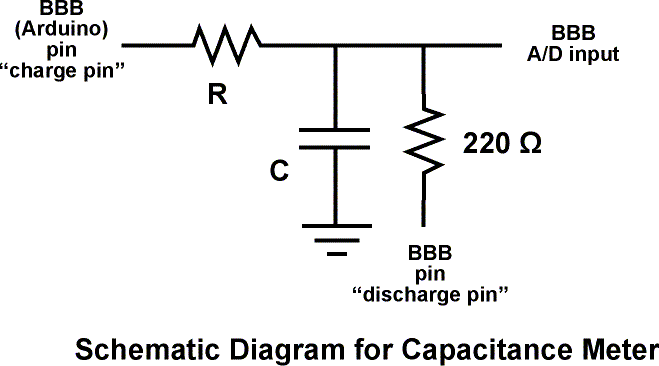 BBB
(Arduino)
pin
“charge pin”
R
C
BBB
A/D input
220 Ω
BBB
pin
“discharge pin”
Schematic Diagram for Capacitance Meter